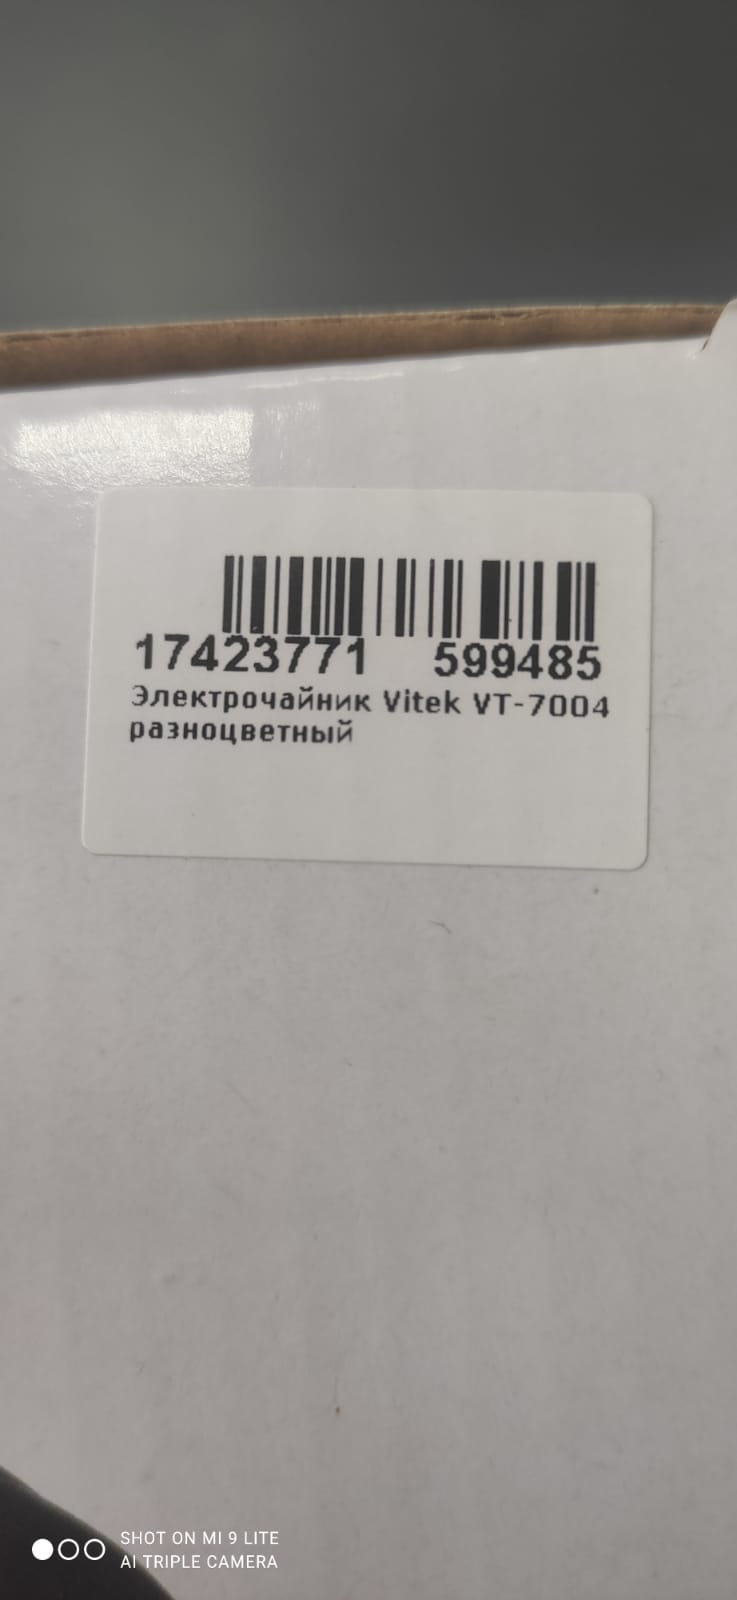 17423771 599485
Электрочайник Vitek VT-7004
разноцветный
SHOT ON MI 9 LITE
AI TRIPLE CAMERA